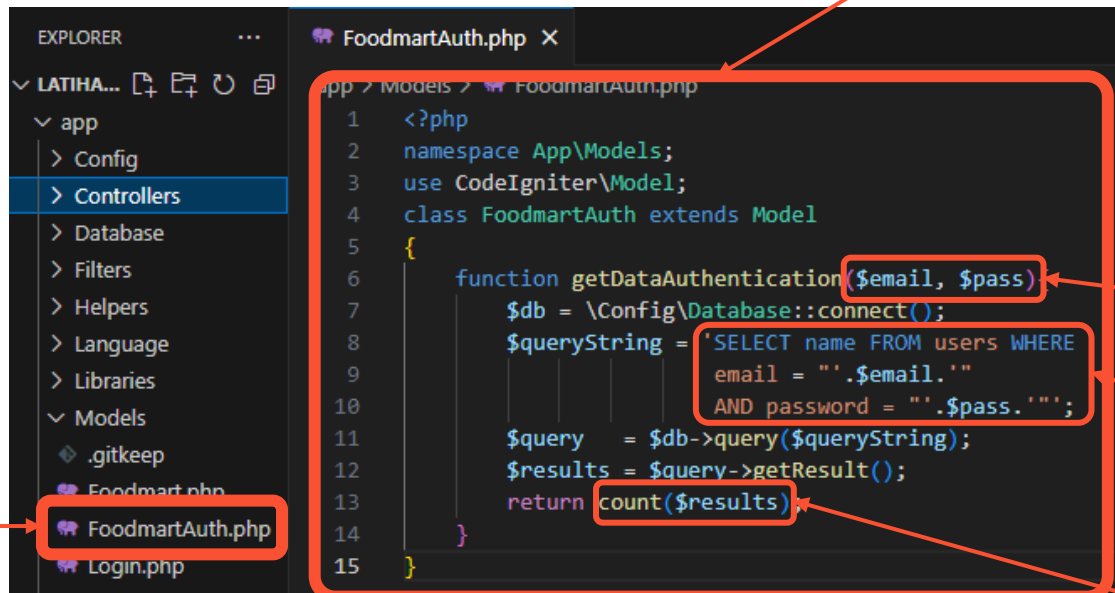 EXPLORER
LATIHA...
app
Config
Controllers
Database
Filters
Helpers
Language
Libraries
Models
.gitkeep
Foodmart.php
FoodmartAuth.php
Login.php
FoodmartAuth.php
app > Models > FoodmartAuth.php
1 <?php
2 namespace App\Models;
3 use CodeIgniter\Model;
4 class FoodmartAuth extends Model
5 {
6 function getDataAuthentication($email, $pass){
7 $db = \Config\Database::connect();
8 $queryString = 'SELECT name FROM users WHERE
9 email = "'.$email.'"
10 AND password = "'.$pass.'"';
11 $query = $db->query($queryString);
12 $results = $query->getResult();
13 return count($results);
14 }
15 }